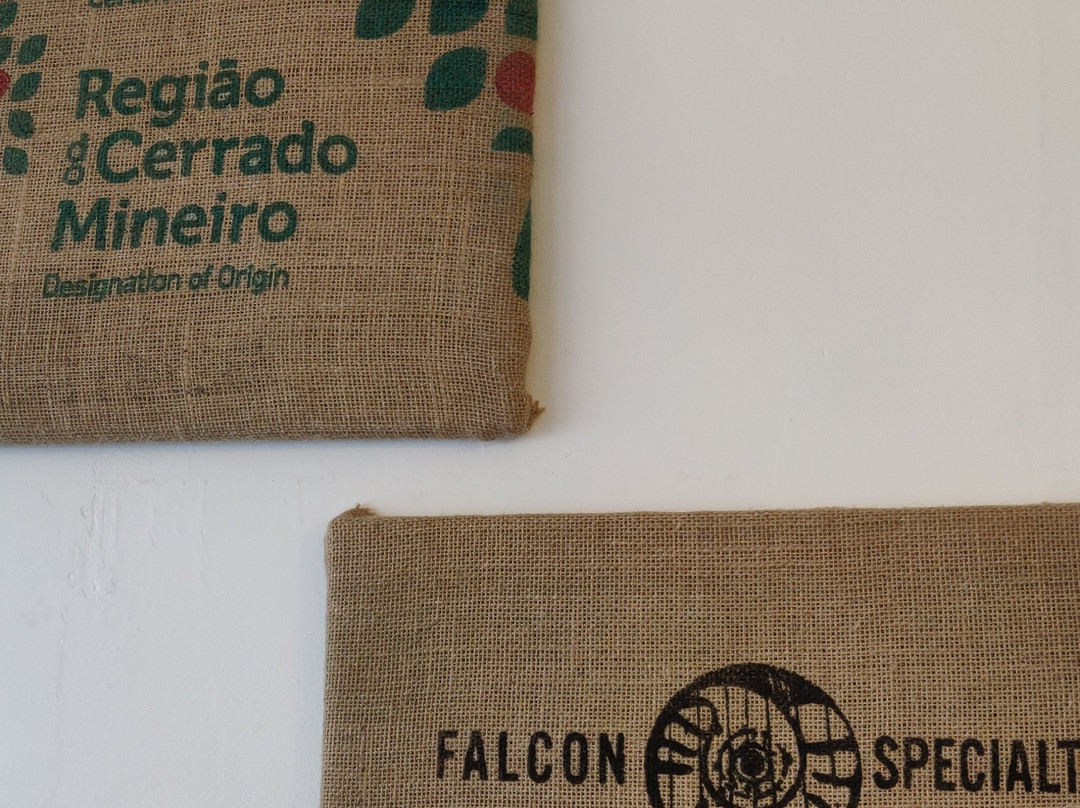 Região
do Cerrado
Mineiro
Designation of Origin
FALCON SPECIALT